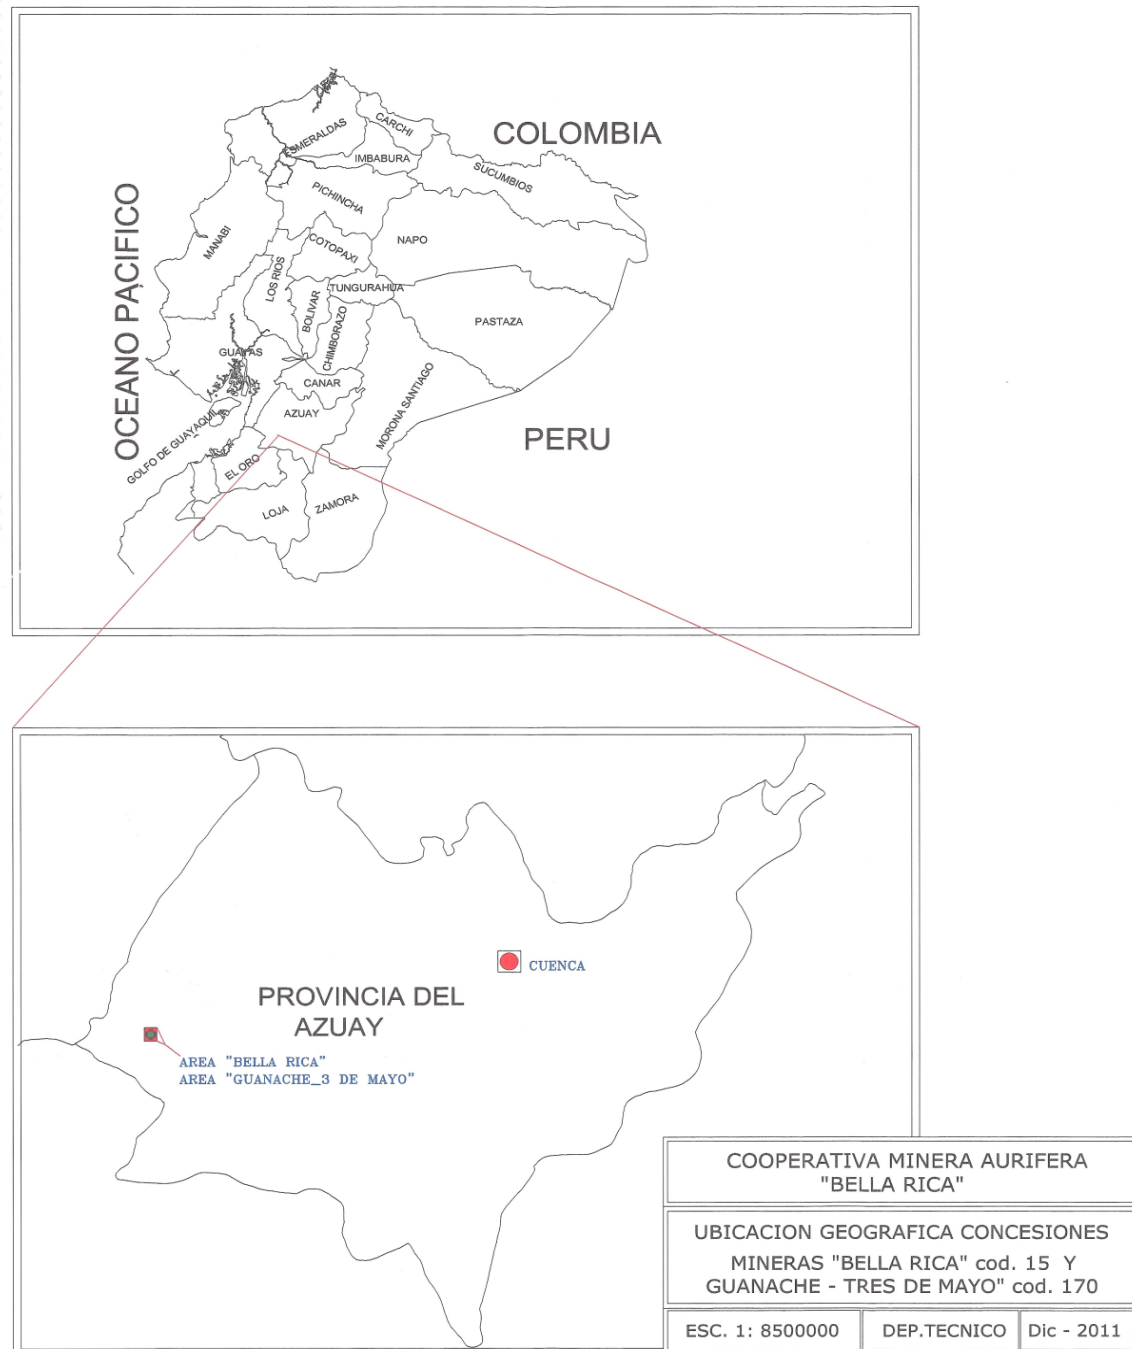 COLOMBIA
CARCHI
ESMERALDAS
IMBABURA
SUCUMBIOS
PICHINCHA
OCEANO PACIFICO
MANABI
COTOPAXI
NAPO
LOS RIOS
TUNGURAHUA
BOLIVAR
PASTAZA
CHIMBORAZO
GUAYAS
CANAR
MORONA SANTIAGO
AZUAY
GOLFO DE GUAYAQUIL
PERU
EL ORO
LOJA
ZAMORA
CUENCA
PROVINCIA DEL
AZUAY
AREA "BELLA RICA"
AREA "GUANACHE_3 DE MAYO"
COOPERATIVA MINERA AURIFERA
"BELLA RICA"
UBICACION GEOGRAFICA CONCESIONES
MINERAS "BELLA RICA" cod. 15 Y
GUANACHE - TRES DE MAYO" cod. 170
ESC. 1: 8500000
DEP.TECNICO
Dic - 2011